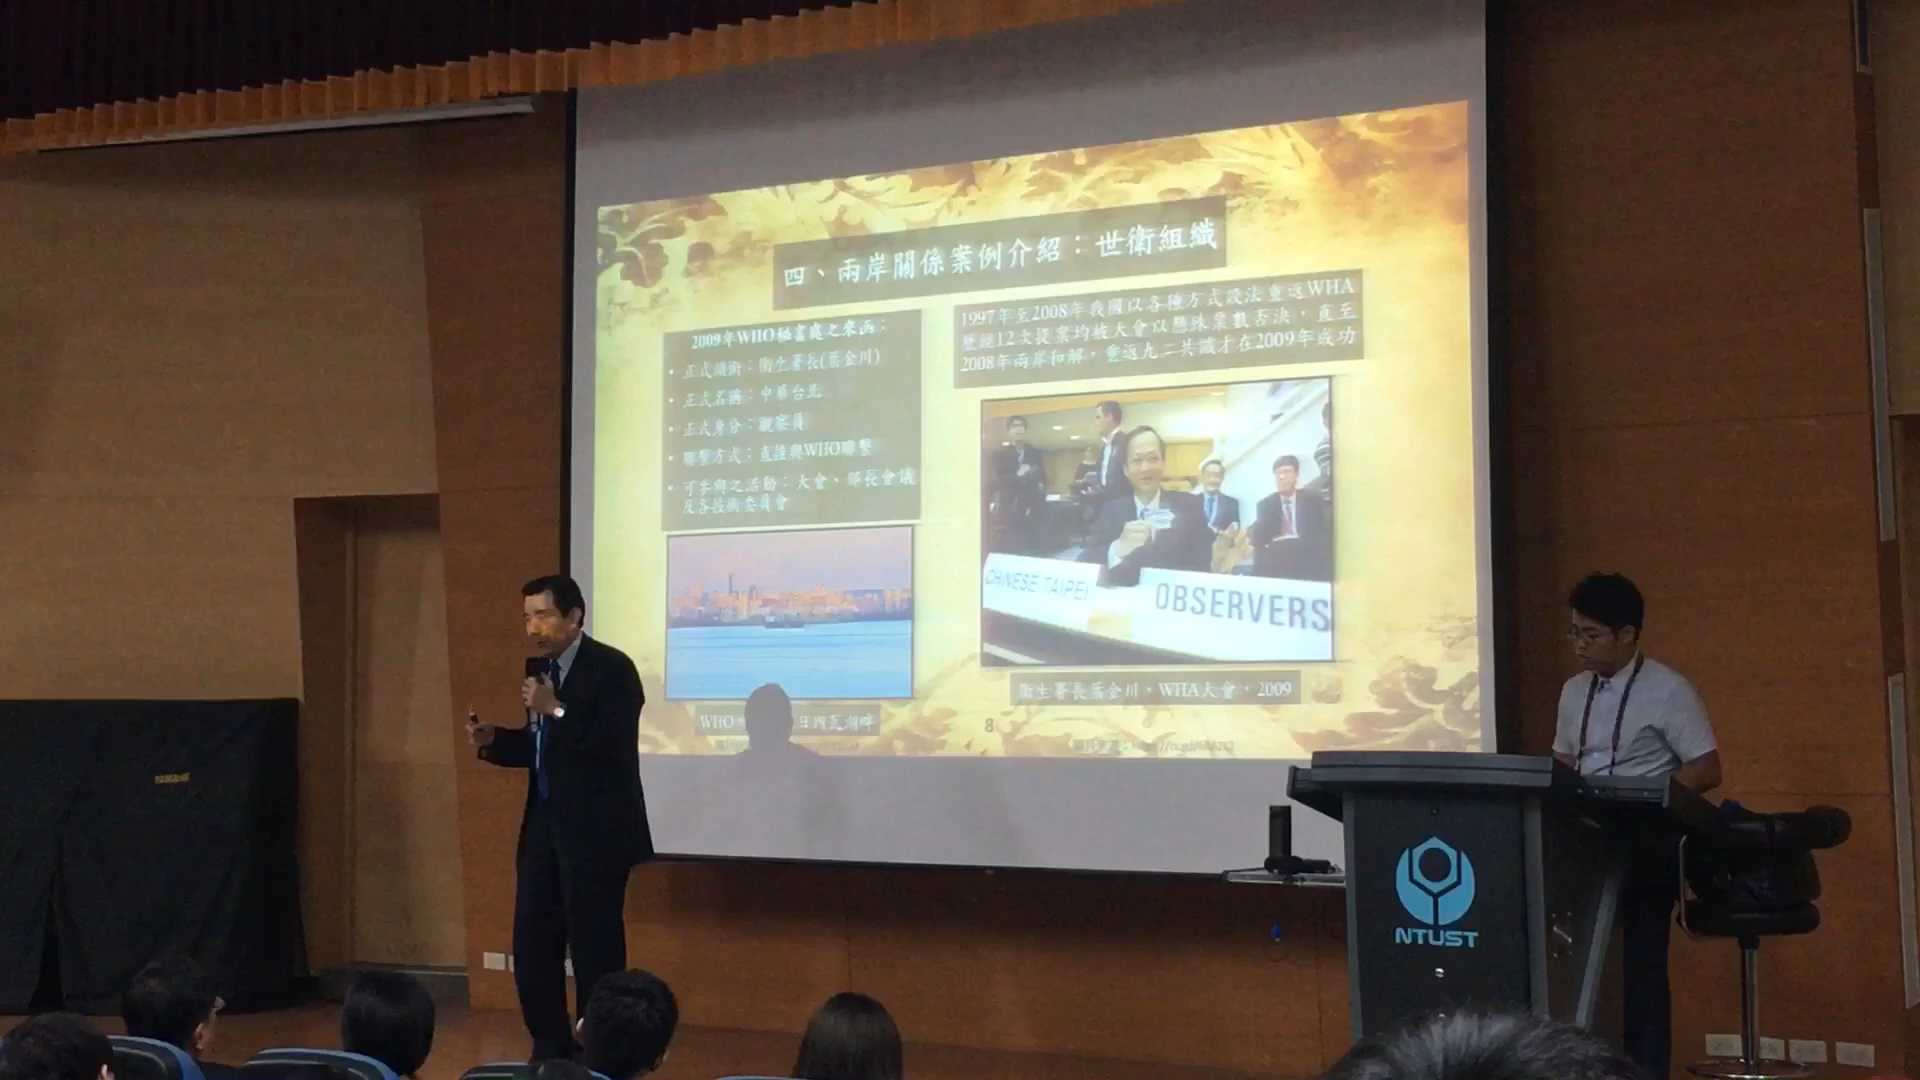 四、兩岸關係案例介紹：世衛組織
2009年WHO秘書處之來函：
• 正式頭銜：衛生署長(葉金川)
• 正式名稱：中華台北
• 正式身分：觀察員
• 聯繫方式：直接與WHO聯繫
• 可參與之活動：大會、部長會議
及各技術委員會
1997年至2008年我國以各種方式設法重返WHA
歷經12次提案均被大會以懸殊票數否決，直至
2008年兩岸和解，重返九二共識才在2009年成功
CHINESE TAIPEI
OBSERVERS
衛生署長葉金川，WHA大會，2009
WHO
日內瓦湖畔
8
YAMAHA
NTUST